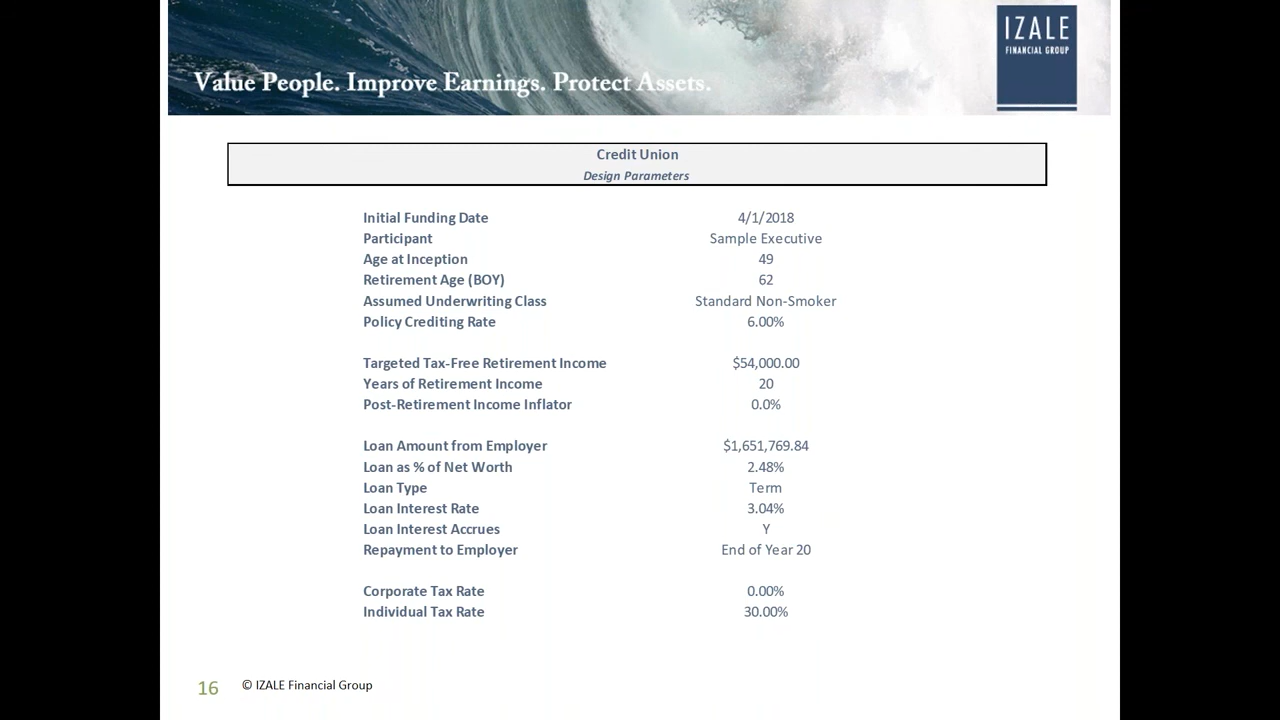 IZALE
FINANCIAL GROUP
Value People. Improve Earnings. Protect Assets.
Credit Union
Design Parameters
Initial Funding Date 4/1/2018
Participant Sample Executive
Age at Inception 49
Retirement Age (BOY) 62
Assumed Underwriting Class Standard Non-Smoker
Policy Crediting Rate 6.00%
Targeted Tax-Free Retirement Income $54,000.00
Years of Retirement Income 20
Post-Retirement Income Inflator 0.0%
Loan Amount from Employer $1,651,769.84
Loan as % of Net Worth 2.48%
Loan Type Term
Loan Interest Rate 3.04%
Loan Interest Accrues Y
Repayment to Employer End of Year 20
Corporate Tax Rate 0.00%
Individual Tax Rate 30.00%
16 © IZALE Financial Group